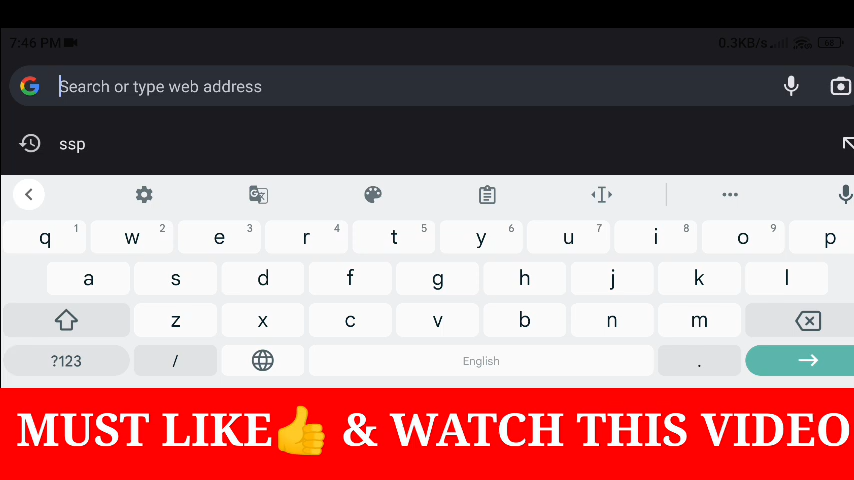 7:46 PM 0.3KB/s 60
Search or type web address
ssp
q 1 w 2 e 3 r 4 t 5 y 6 u 7 i 8 o 9 p
a s d f g h j k l
z x c v b n m
?123 / English .
MUST LIKE👍 & WATCH THIS VIDEO